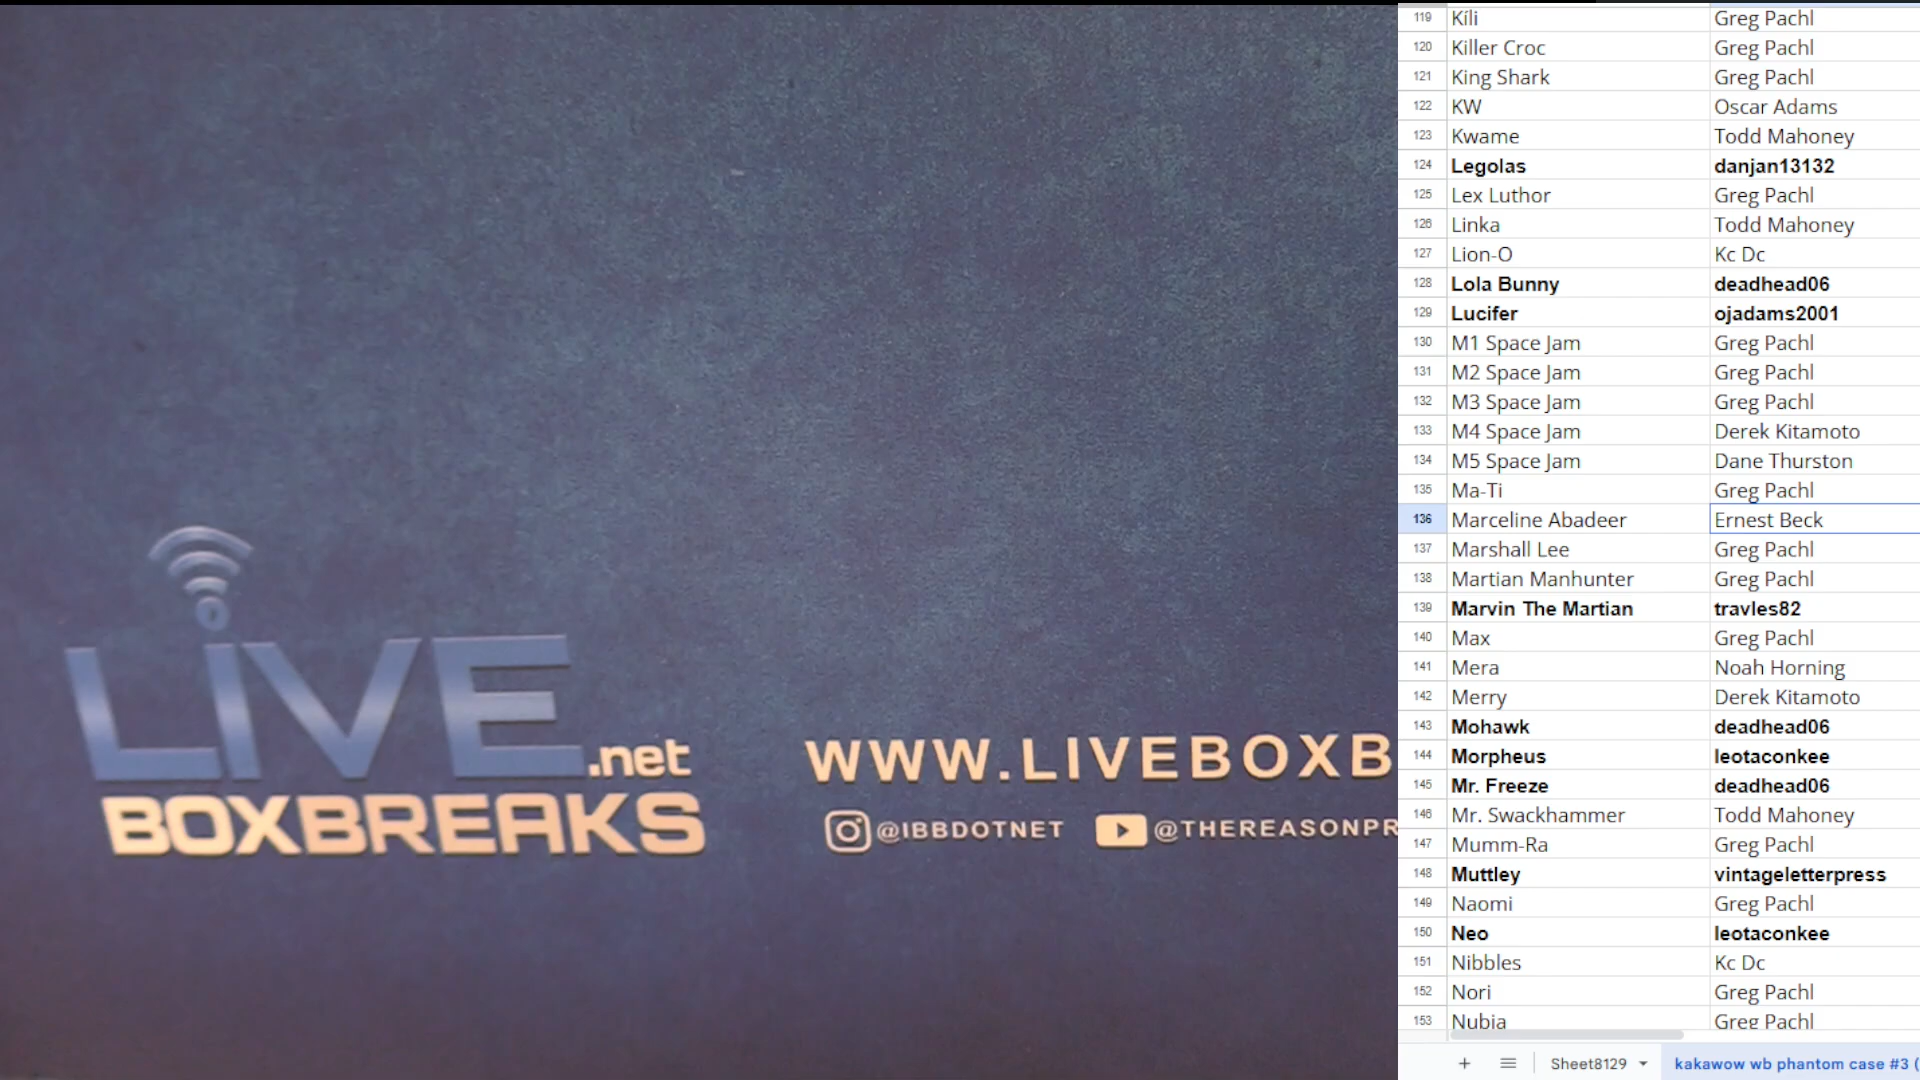 LIVE.net
BOXBREAKS
WWW.LIVEBOXB
@IBBDOTNET @THEREASONPR
119 Kíli Greg Pachl
120 Killer Croc Greg Pachl
121 King Shark Greg Pachl
122 KW Oscar Adams
123 Kwame Todd Mahoney
124 Legolas danjan13132
125 Lex Luthor Greg Pachl
126 Linka Todd Mahoney
127 Lion-O Kc Dc
128 Lola Bunny deadhead06
129 Lucifer ojadams2001
130 M1 Space Jam Greg Pachl
131 M2 Space Jam Greg Pachl
132 M3 Space Jam Greg Pachl
133 M4 Space Jam Derek Kitamoto
134 M5 Space Jam Dane Thurston
135 Ma-Ti Greg Pachl
136 Marceline Abadeer Ernest Beck
137 Marshall Lee Greg Pachl
138 Martian Manhunter Greg Pachl
139 Marvin The Martian travles82
140 Max Greg Pachl
141 Mera Noah Horning
142 Merry Derek Kitamoto
143 Mohawk deadhead06
144 Morpheus leotaconkee
145 Mr. Freeze deadhead06
146 Mr. Swackhammer Todd Mahoney
147 Mumm-Ra Greg Pachl
148 Muttley vintageletterpress
149 Naomi Greg Pachl
150 Neo leotaconkee
151 Nibbles Kc Dc
152 Nori Greg Pachl
153 Nubia Greg Pachl
Sheet8129 kakawow wb phantom case #3 (